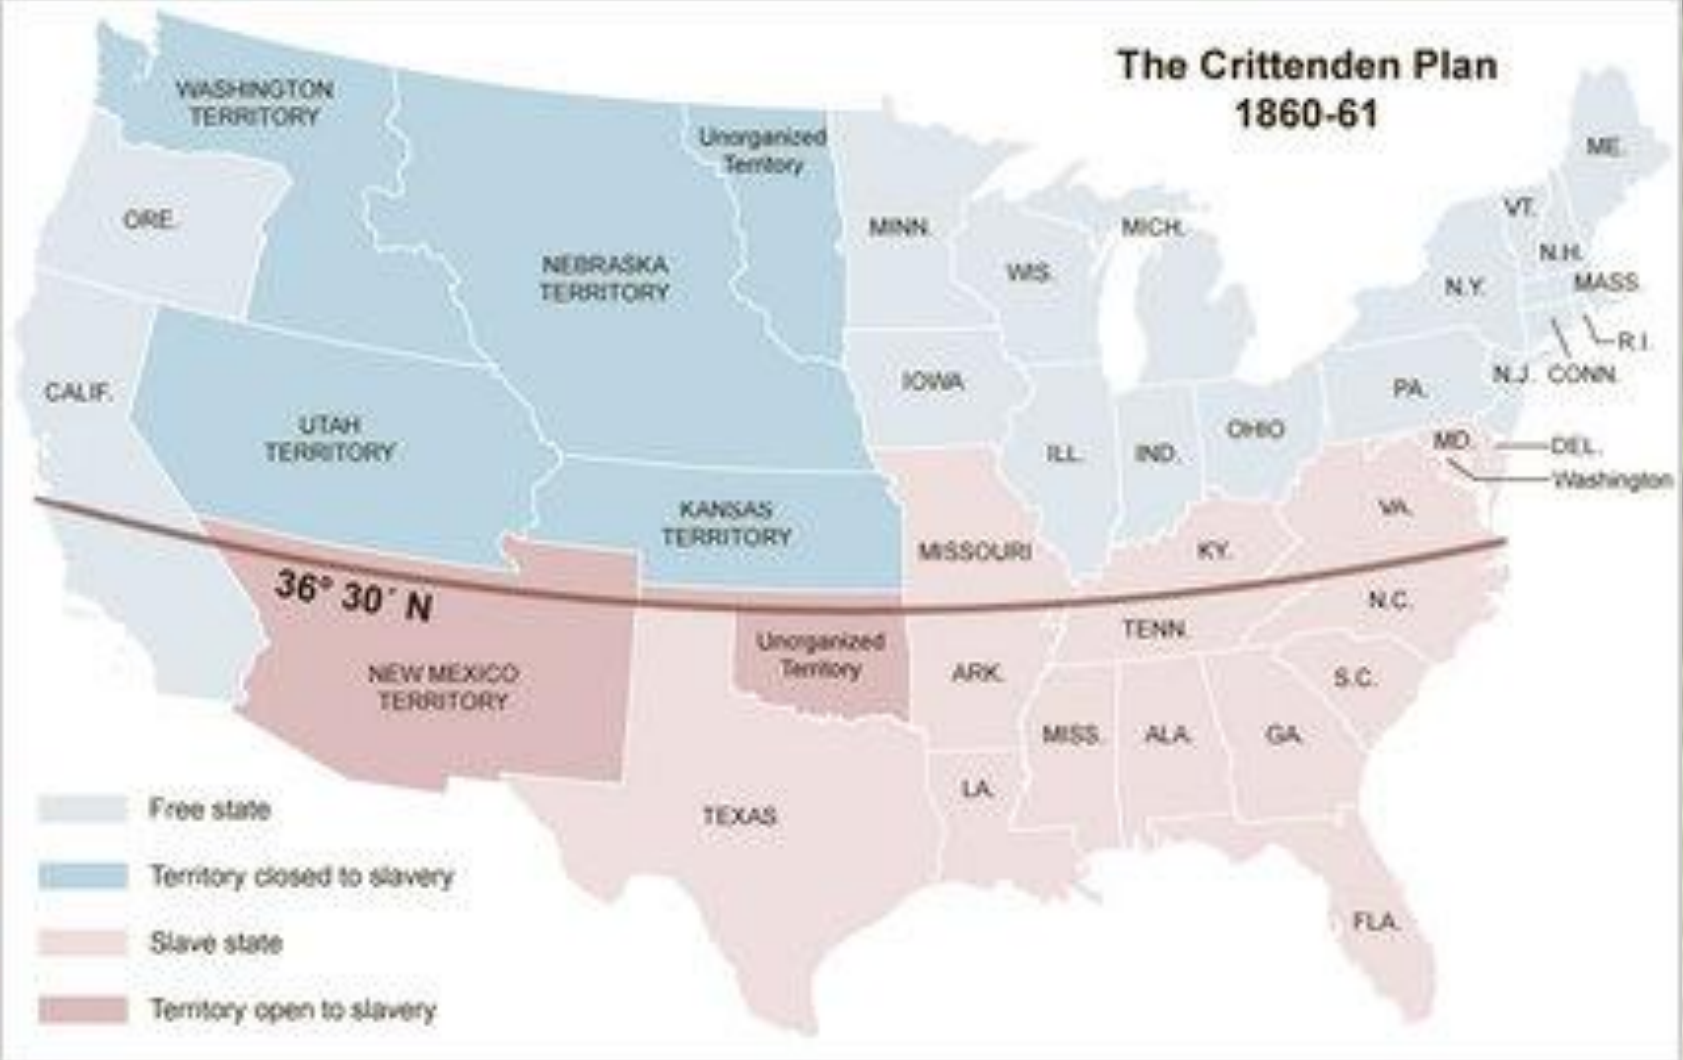 The Crittenden Plan
1860-61
WASHINGTON
TERRITORY
Unorganized
Territory
ME.
ORE.
MINN.
MICH.
VT.
N.H.
NEBRASKA
TERRITORY
WIS.
N.Y.
MASS.
R.I.
CALIF.
IOWA
PA.
N.J.
CONN.
UTAH
TERRITORY
ILL.
IND.
OHIO
MD.
DEL.
Washington
KANSAS
TERRITORY
MISSOURI
KY.
VA.
36° 30´ N
N.C.
TENN.
Unorganized
Territory
NEW MEXICO
TERRITORY
ARK.
S.C.
MISS.
ALA.
GA.
LA.
TEXAS
FLA.
Free state
Territory closed to slavery
Slave state
Territory open to slavery